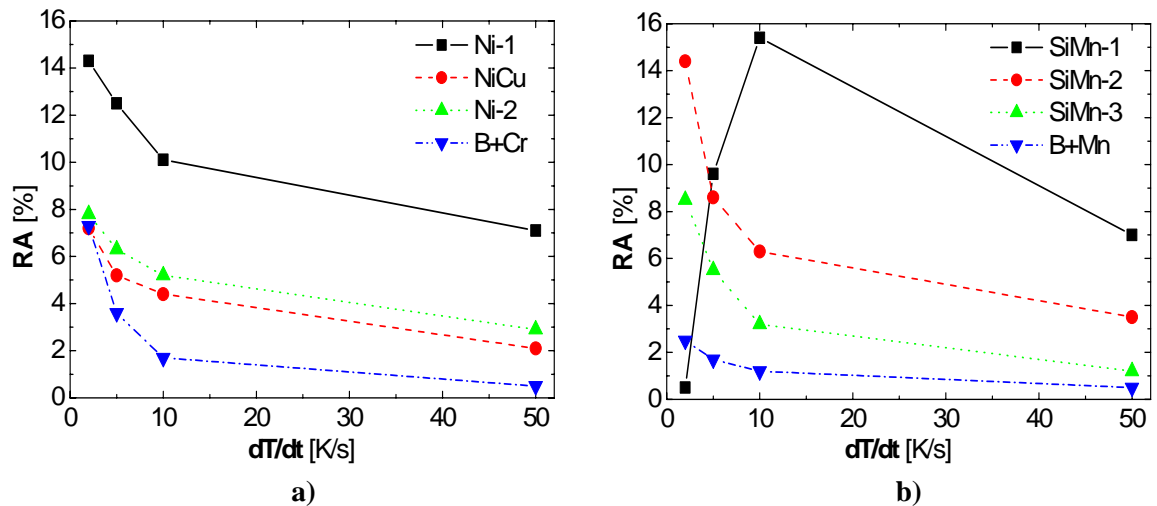 16
14
12
10
8
6
4
2
0
RA [%]
Ni-1
NiCu
Ni-2
B+Cr
0 10 20 30 40 50
dT/dt [K/s]
a)
16
14
12
10
8
6
4
2
0
RA [%]
SiMn-1
SiMn-2
SiMn-3
B+Mn
0 10 20 30 40 50
dT/dt [K/s]
b)